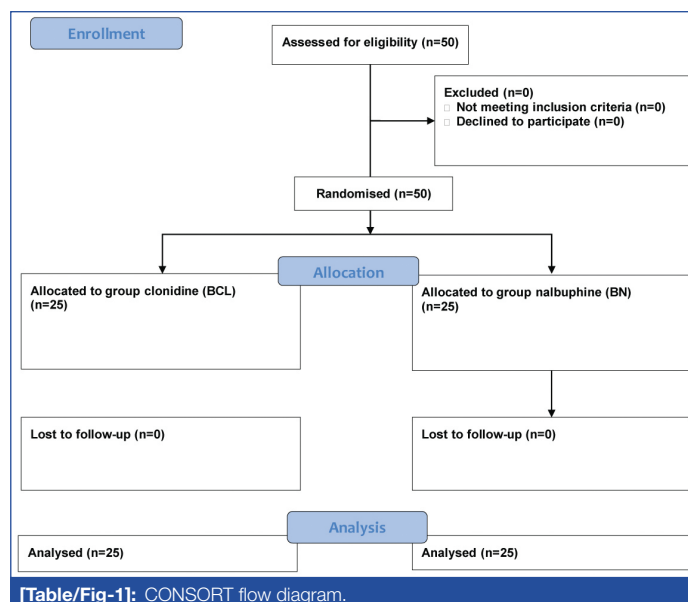 Enrollment
Assessed for eligibility (n=50)
Excluded (n=0)
Not meeting inclusion criteria (n=0)
Declined to participate (n=0)
Randomised (n=50)
Allocation
Allocated to group clonidine (BCL)
(n=25)
Allocated to group nalbuphine (BN)
(n=25)
Lost to follow-up (n=0)
Lost to follow-up (n=0)
Analysis
Analysed (n=25)
Analysed (n=25)
[Table/Fig-1]: CONSORT flow diagram.